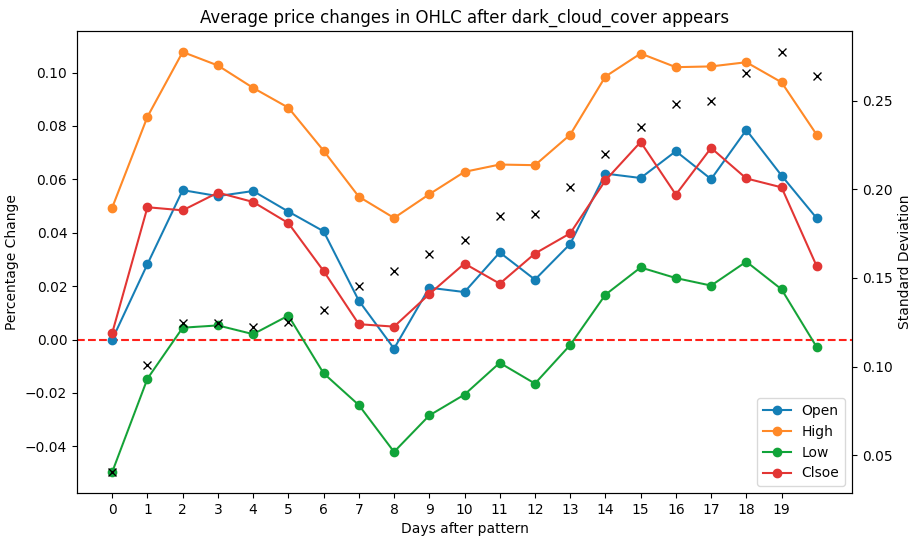 Average price changes in OHLC after dark_cloud_cover appears
Percentage Change
0.10
0.08
0.06
0.04
0.02
0.00
−0.02
−0.04
Standard Deviation
0.25
0.20
0.15
0.10
0.05
Open
High
Low
Clsoe
0 1 2 3 4 5 6 7 8 9 10 11 12 13 14 15 16 17 18 19
Days after pattern